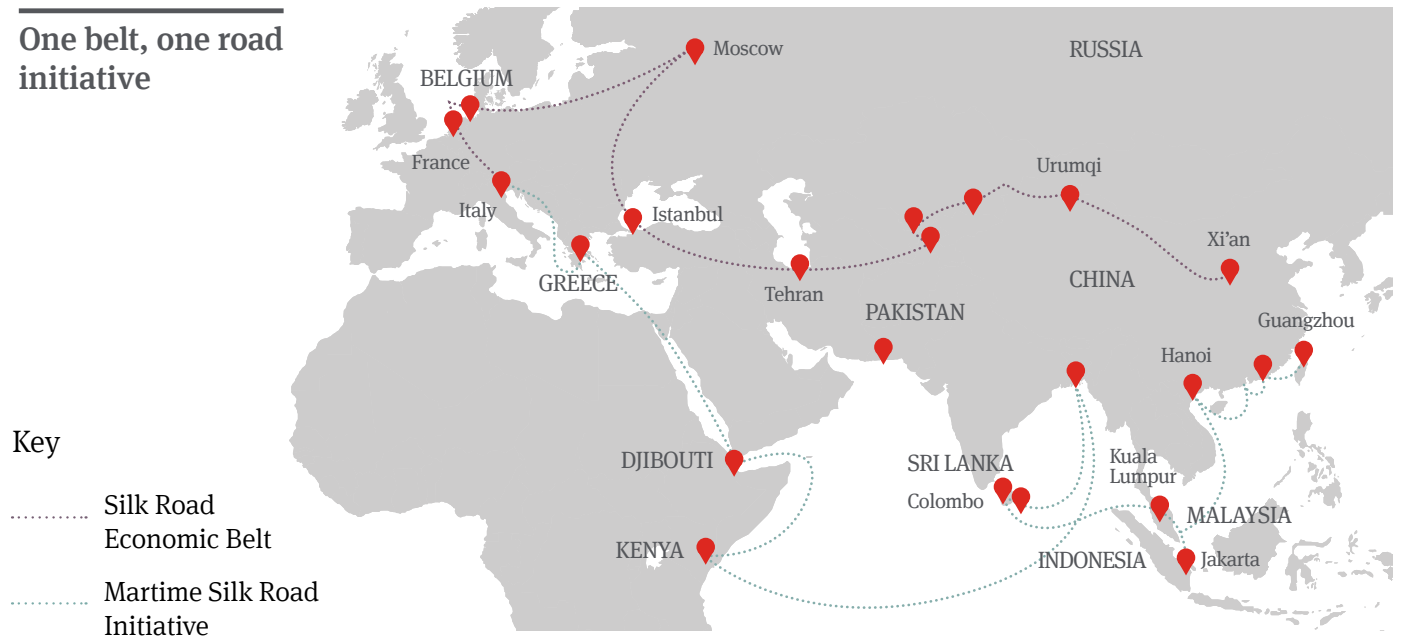 One belt, one road
initiative
Moscow
RUSSIA
BELGIUM
France
Urumqi
Italy
Istanbul
Xi’an
GREECE
Tehran
CHINA
PAKISTAN
Guangzhou
Hanoi
Key
DJIBOUTI
SRI LANKA
Colombo
Kuala
Lumpur
MALAYSIA
Silk Road
Economic Belt
KENYA
INDONESIA
Jakarta
Martime Silk Road
Initiative